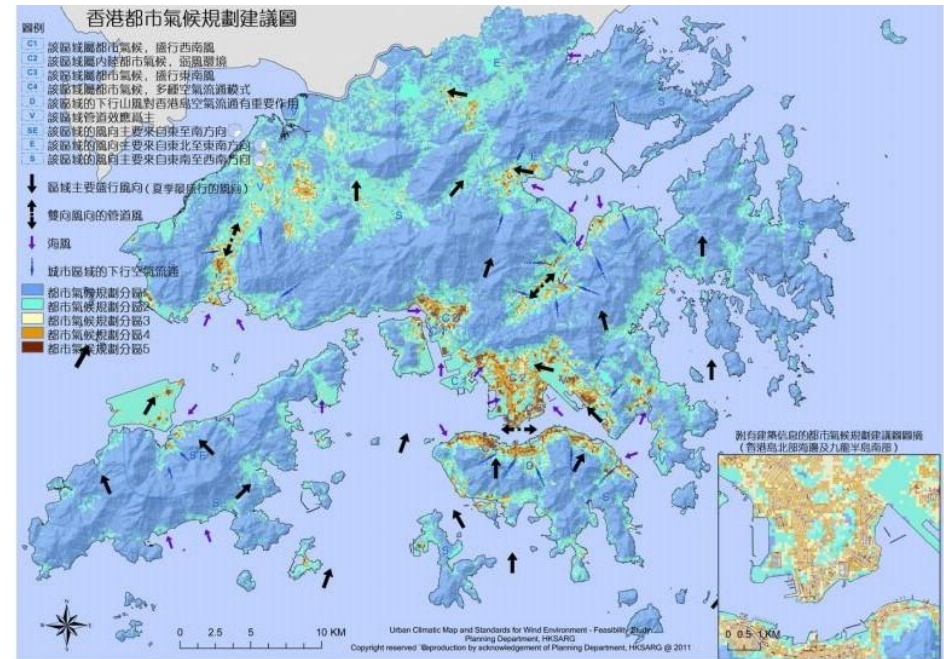 香港都市氣候規劃建議圖
圖例
C1 該區域屬都市氣候，盛行西南風
C2 該區域屬內陸都市氣候，弱風環境
C3 該區域屬都市氣候，盛行東南風
C4 該區域屬都市氣候，多種空氣流通模式
D 該區域的下行山風對香港島空氣流通有重要作用
V 該區域管道效應爲主
SE 該區域的風向主要來自東至南方向
E 該區域的風向主要來自東北至東南方向
S 該區域的風向主要來自東南至西南方向
區域主要盛行風向(夏季最盛行的風向)
雙向風向的管道風
海風
城市區域的下行空氣流通
都市氣候規劃分區1
都市氣候規劃分區2
都市氣候規劃分區3
都市氣候規劃分區4
都市氣候規劃分區5
E
S
V
S
S
SE
S
D
S
附有建築信息的都市氣候規劃建議圖圖摘
(香港島北部海邊及九龍半島南部)
0 2.5 5 10 KM
0 0.5 1 KM
Urban Climatic Map and Standards for Wind Environment - Feasibility Study
Planning Department, HKSARG
Copyright reserved Reproduction by acknowledgement of Planning Department, HKSARG @ 2011